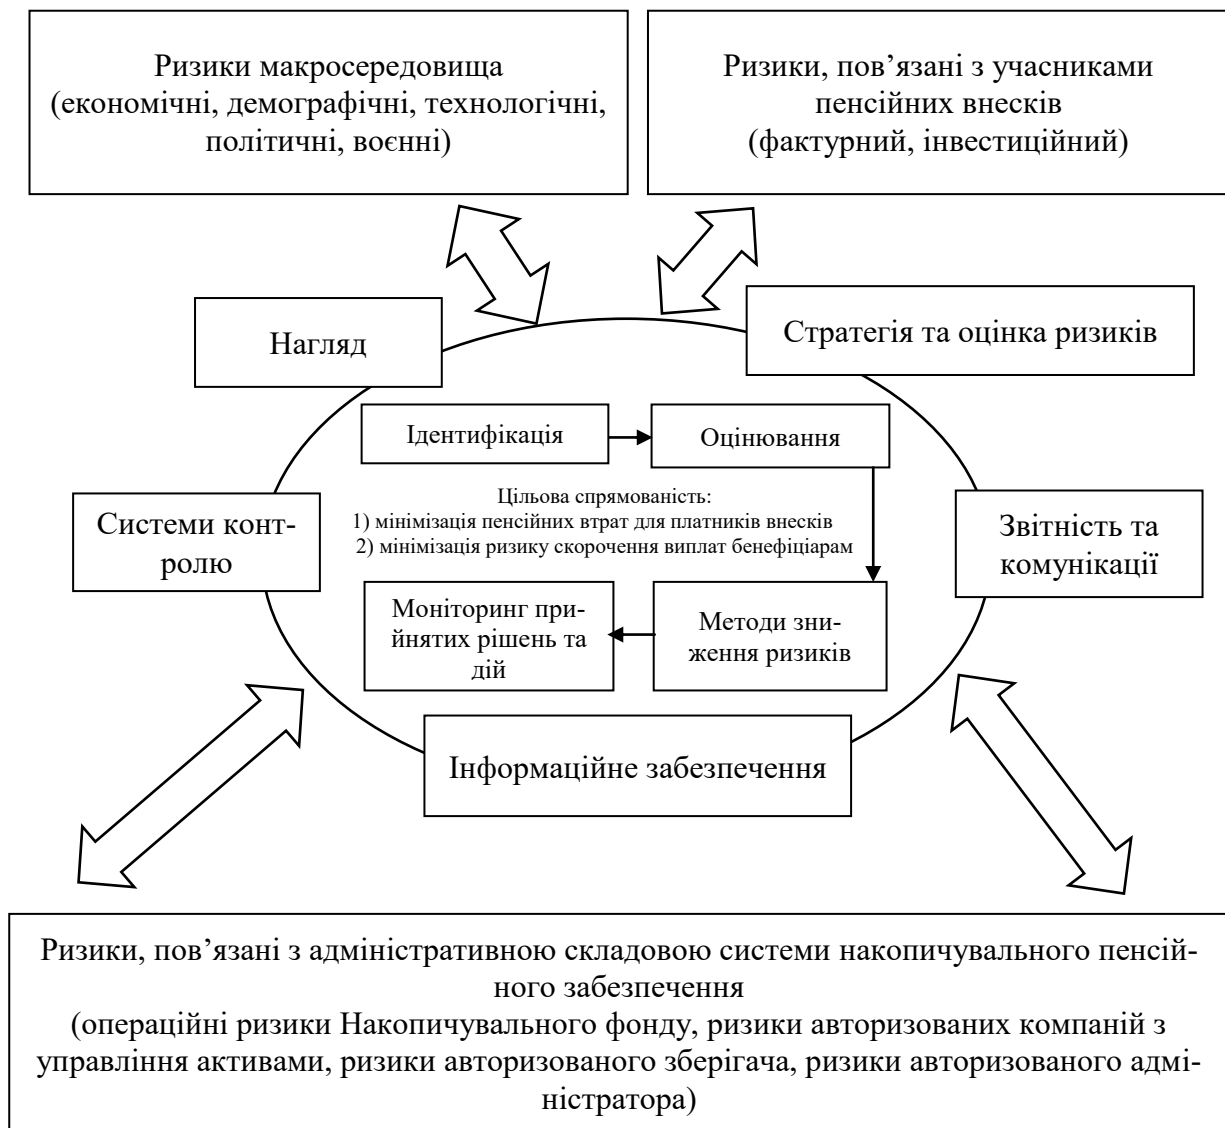 Ризики макросередовища
(економічні, демографічні, технологічні,
політичні, воєнні)
Ризики, пов’язані з учасниками
пенсійних внесків
(фактурний, інвестиційний)
Нагляд
Стратегія та оцінка ризиків
Ідентифікація
Оцінювання
Цільова спрямованість:
1) мінімізація пенсійних втрат для платників внесків
2) мінімізація ризику скорочення виплат бенефіціарам
Системи конт-
ролю
Звітність та
комунікації
Моніторинг при-
йнятих рішень та
дій
Методи зни-
ження ризиків
Інформаційне забезпечення
Ризики, пов’язані з адміністративною складовою системи накопичувального пенсій-
ного забезпечення
(операційні ризики Накопичувального фонду, ризики авторизованих компаній з
управління активами, ризики авторизованого зберігача, ризики авторизованого адмі-
ністратора)